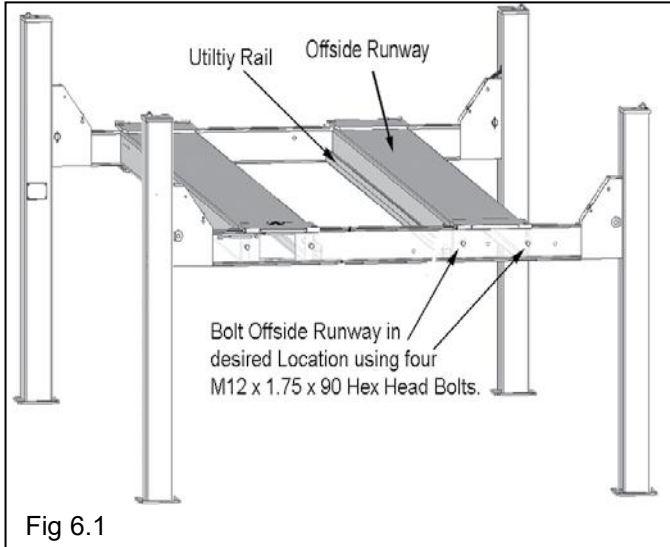 Utiltiy Rail
Offside Runway
Bolt Offside Runway in
desired Location using four
M12 x 1.75 x 90 Hex Head Bolts.
Fig 6.1